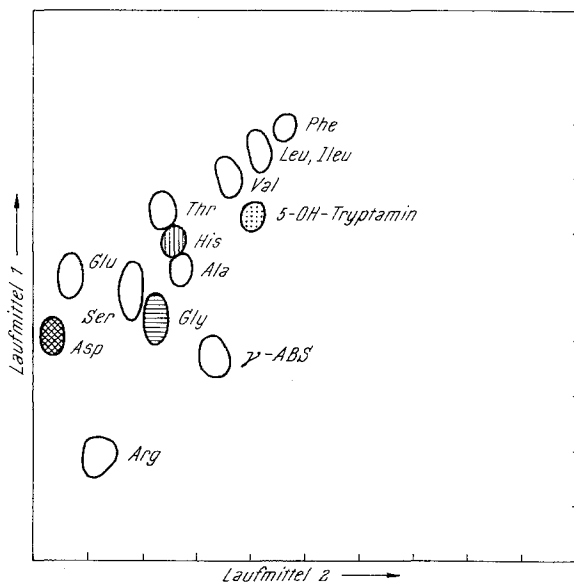 Phe
Leu, Ileu
Val
Thr
5-OH-Tryptamin
His
Glu
Ala
Ser
Gly
Asp
γ-ABS
Arg
Laufmittel 1
Laufmittel 2